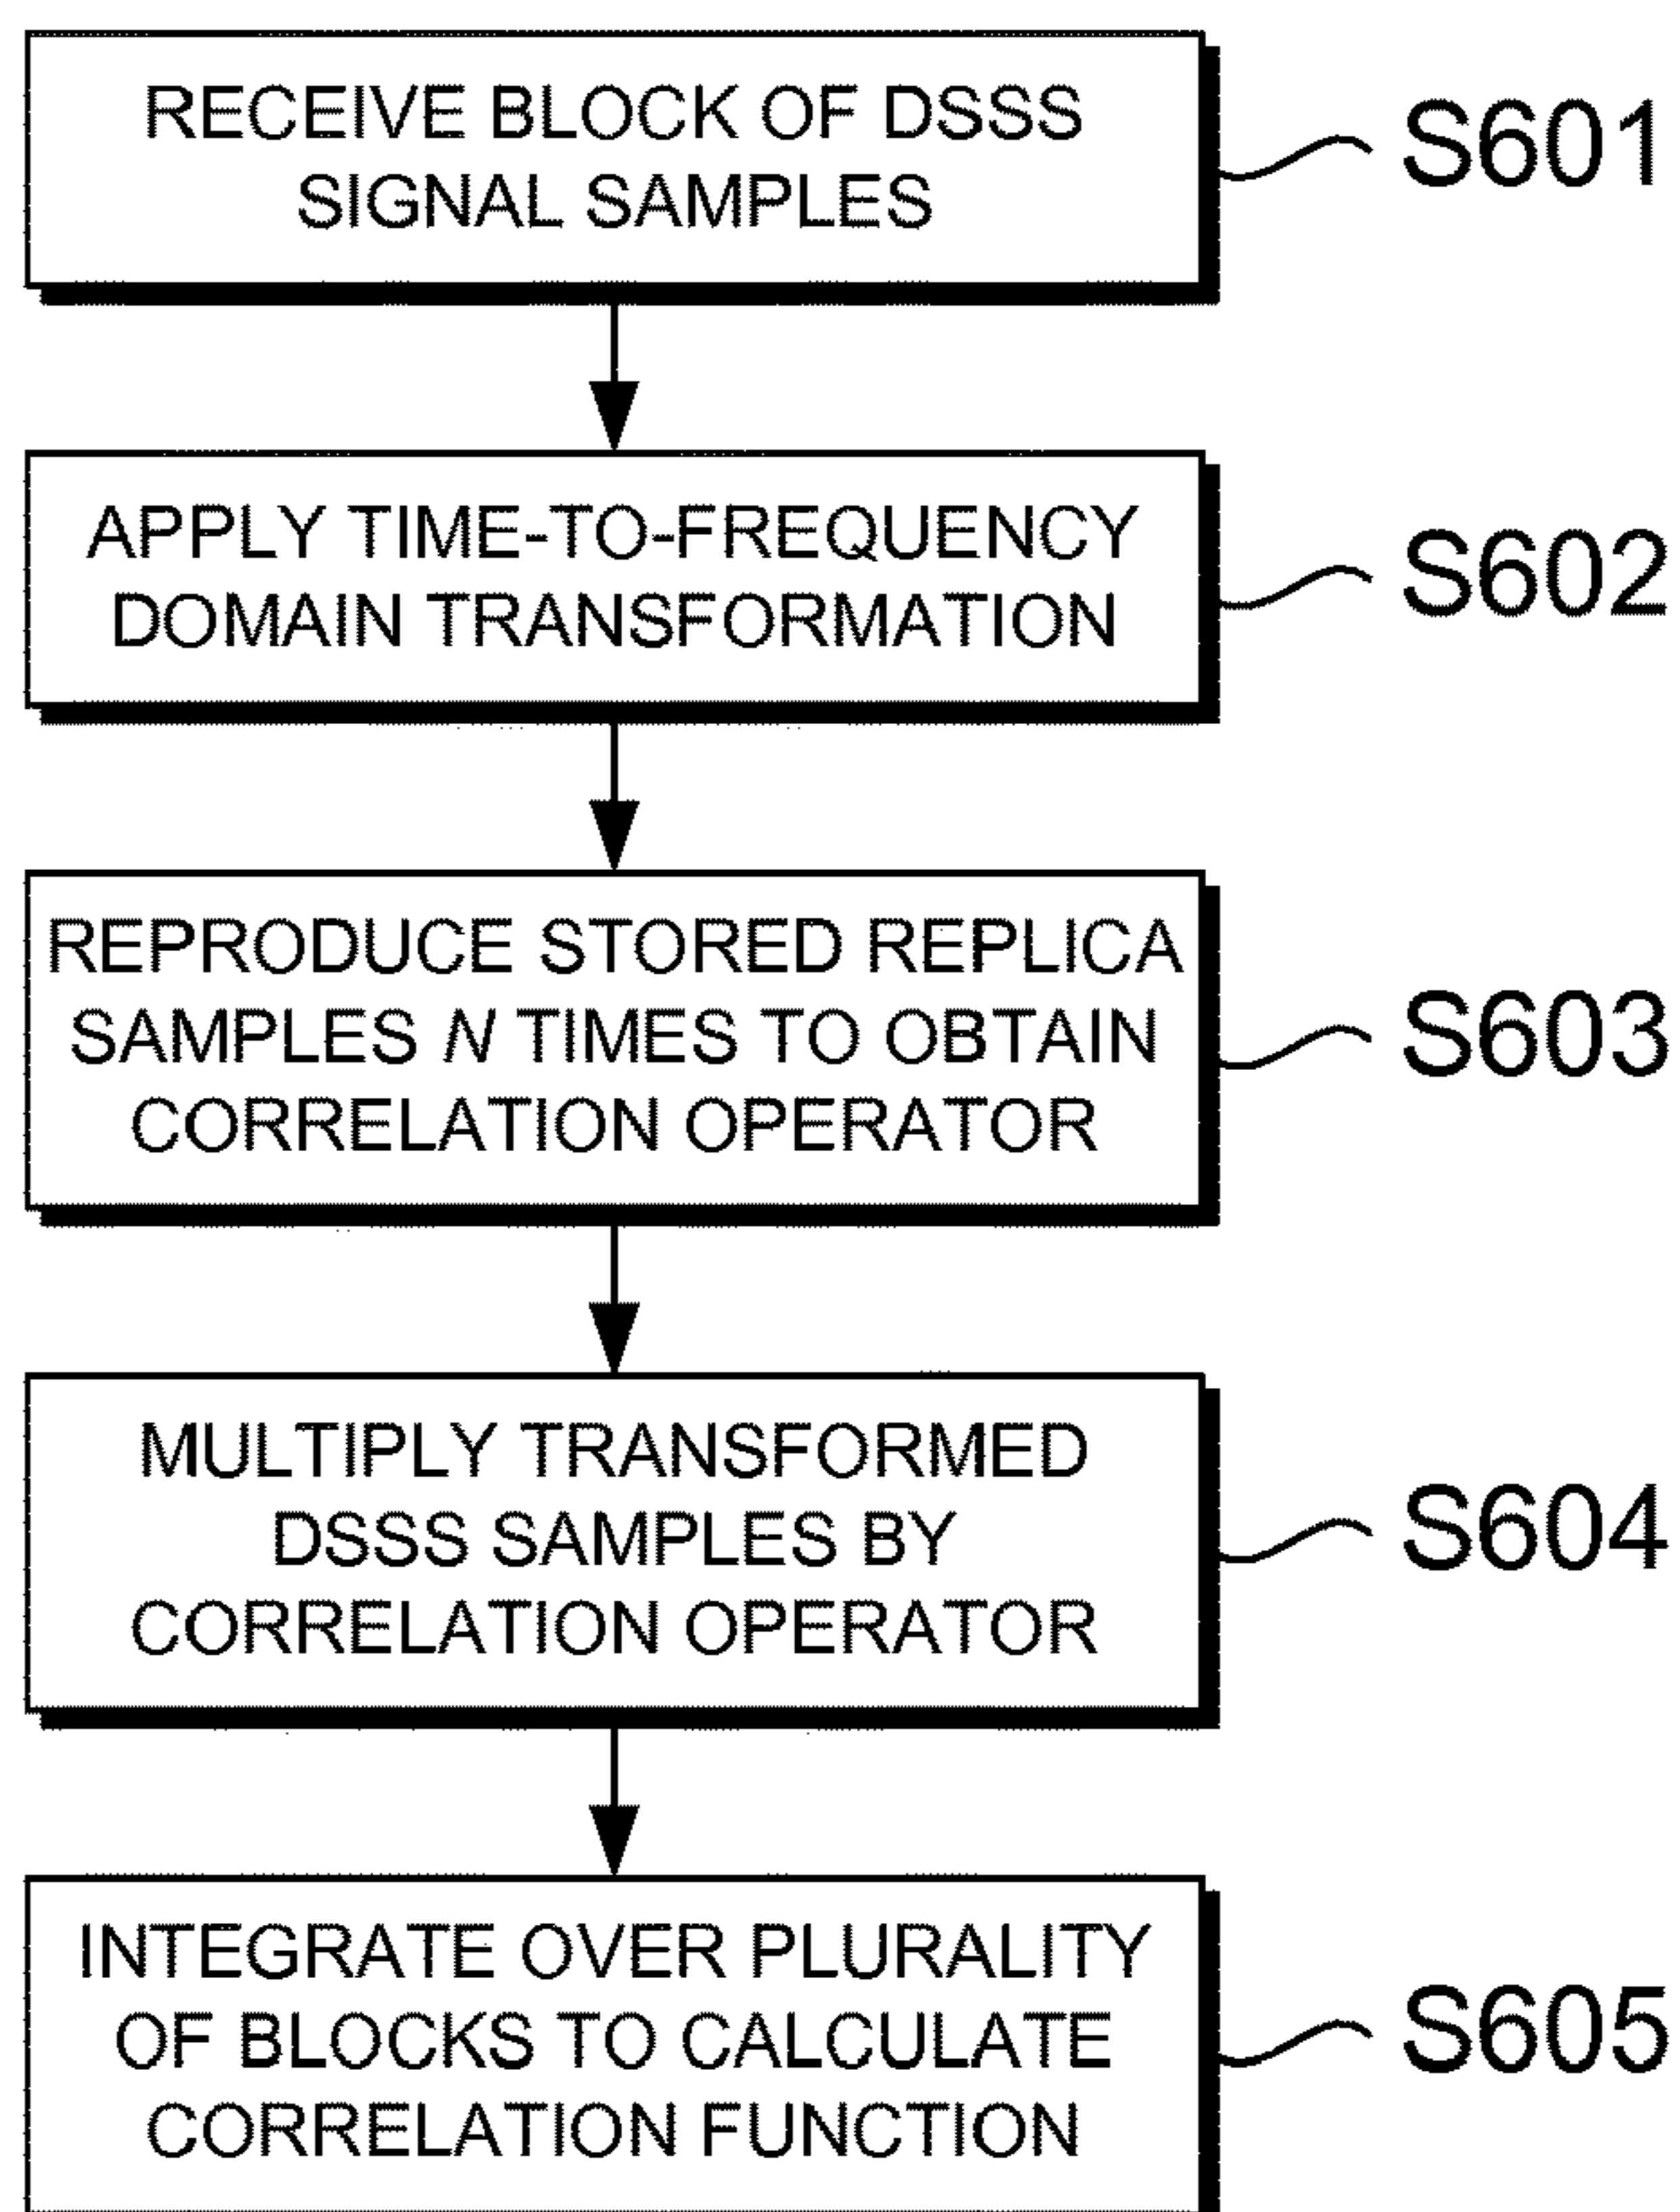 RECEIVE BLOCK OF DSSS
SIGNAL SAMPLES
S601
APPLY TIME-TO-FREQUENCY
DOMAIN TRANSFORMATION
S602
REPRODUCE STORED REPLICA
SAMPLES N TIMES TO OBTAIN
CORRELATION OPERATOR
S603
MULTIPLY TRANSFORMED
DSSS SAMPLES BY
CORRELATION OPERATOR
S604
INTEGRATE OVER PLURALITY
OF BLOCKS TO CALCULATE
CORRELATION FUNCTION
S605